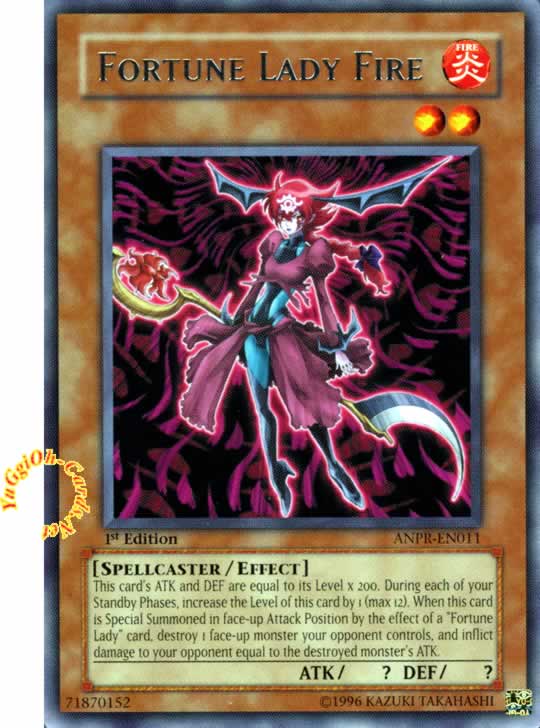 FORTUNE LADY FIRE
FIRE
炎
1st Edition
ANPR-EN011
[SPELLCASTER / EFFECT]
This card's ATK and DEF are equal to its Level x 200. During each of your
Standby Phases, increase the Level of this card by 1 (max 12). When this card
is Special Summoned in face-up Attack Position by the effect of a "Fortune
Lady" card, destroy 1 face-up monster your opponent controls, and inflict
damage to your opponent equal to the destroyed monster's ATK.
ATK/ ? DEF/ ?
71870152
©1996 KAZUKI TAKAHASHI
YuGgiOh-Cards.Net